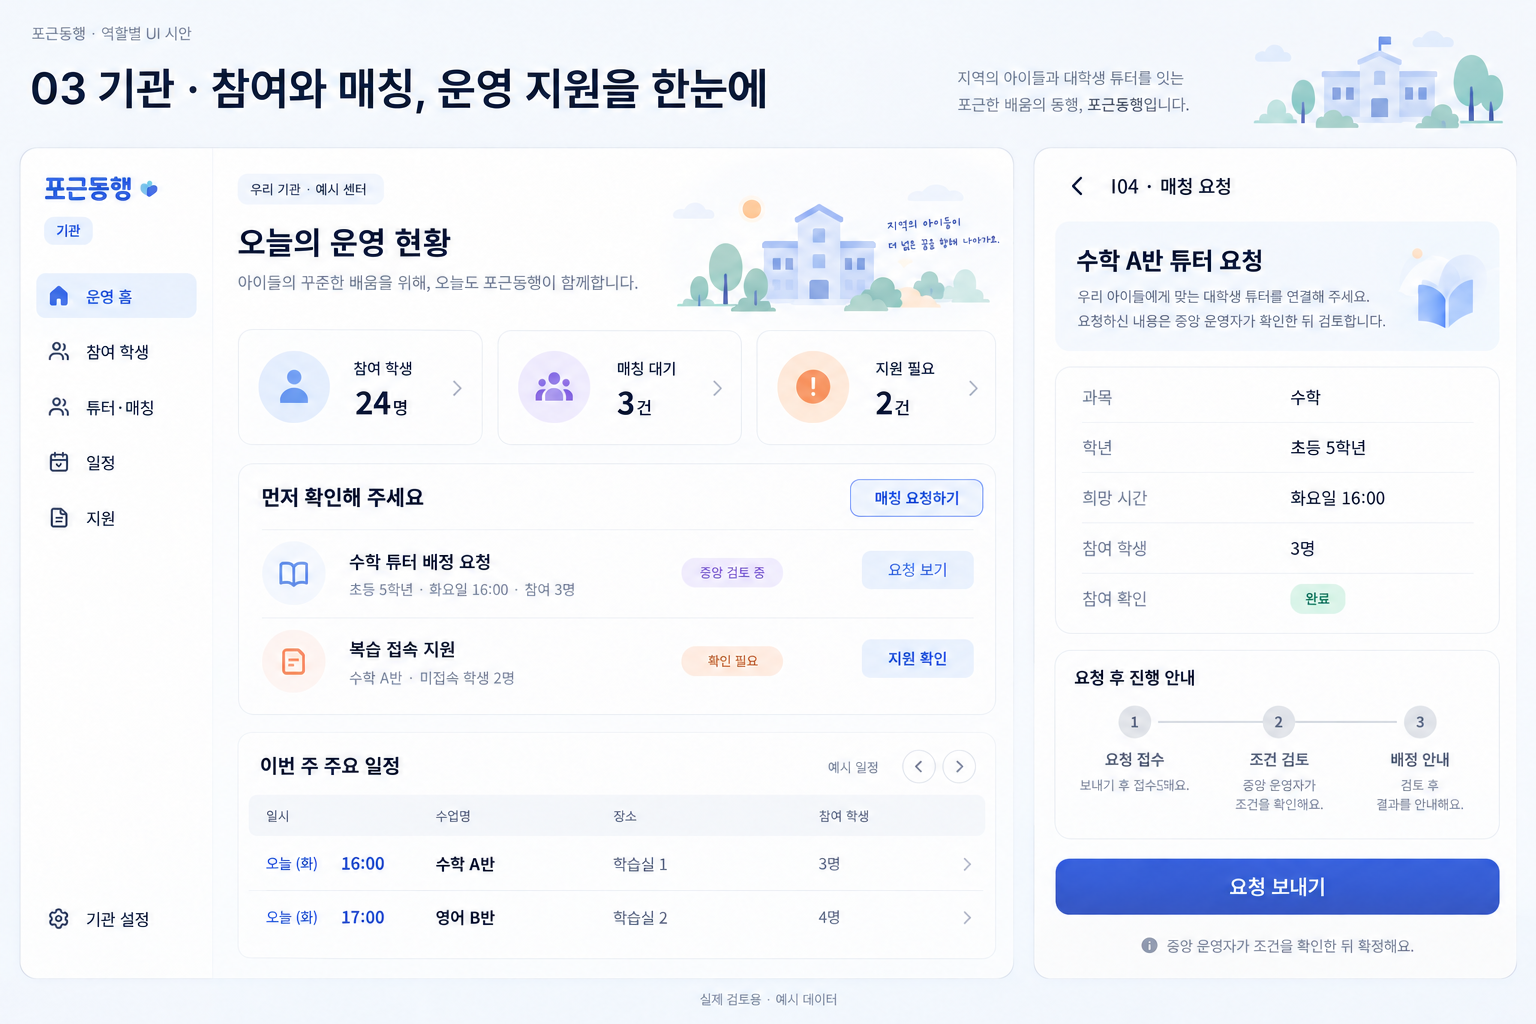 포근동행 · 역할별 UI 시안
03 기관 · 참여와 매칭, 운영 지원을 한눈에
지역의 아이들과 대학생 튜터를 잇는
포근한 배움의 동행, 포근동행입니다.
포근동행
기관
운영 홈
참여 학생
튜터·매칭
일정
지원
기관 설정
우리 기관 · 예시 센터
오늘의 운영 현황
아이들의 꾸준한 배움을 위해, 오늘도 포근동행이 함께합니다.
지역의 아이들이
더 넓은 꿈을 향해 나아가요.
참여 학생
24명
매칭 대기
3건
지원 필요
2건
먼저 확인해 주세요
매칭 요청하기
수학 튜터 배정 요청
초등 5학년 · 화요일 16:00 · 참여 3명
중앙 검토 중
요청 보기
복습 접속 지원
수학 A반 · 미접속 학생 2명
확인 필요
지원 확인
이번 주 주요 일정
예시 일정
일시 수업명 장소 참여 학생
오늘 (화) 16:00 수학 A반 학습실 1 3명
오늘 (화) 17:00 영어 B반 학습실 2 4명
I04 · 매칭 요청
수학 A반 튜터 요청
우리 아이들에게 맞는 대학생 튜터를 연결해 주세요.
요청하신 내용은 중앙 운영자가 확인한 뒤 검토합니다.
과목 수학
학년 초등 5학년
희망 시간 화요일 16:00
참여 학생 3명
참여 확인 완료
요청 후 진행 안내
1
요청 접수
보내기 후 접수5돼요.
2
조건 검토
중앙 운영자가
조건을 확인해요.
3
배정 안내
검토 후
결과를 안내해요.
요청 보내기
중앙 운영자가 조건을 확인한 뒤 확정해요.
실제 검토용 · 예시 데이터